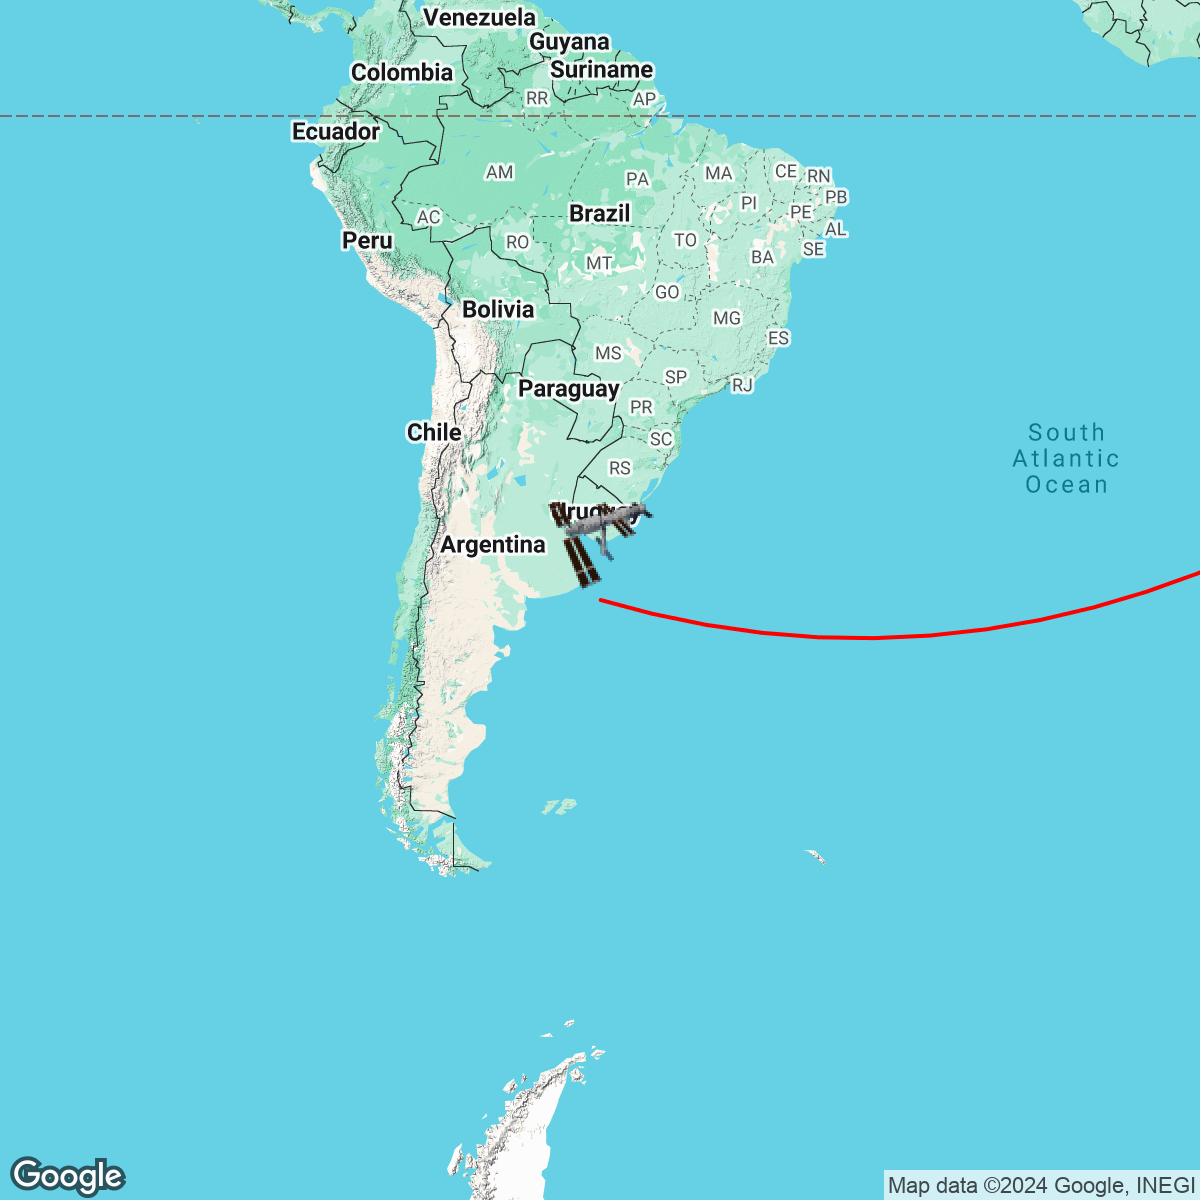 Venezuela
Guyana
Suriname
Colombia
RR
AP
Ecuador
AM
PA
MA
CE
RN
PI
PB
PE
AC
Brazil
AL
Peru
RO
TO
SE
MT
BA
GO
Bolivia
MG
ES
MS
SP
RJ
Paraguay
PR
Chile
SC
South
Atlantic
Ocean
RS
Uruguay
Argentina
Google
Map data ©2024 Google, INEGI